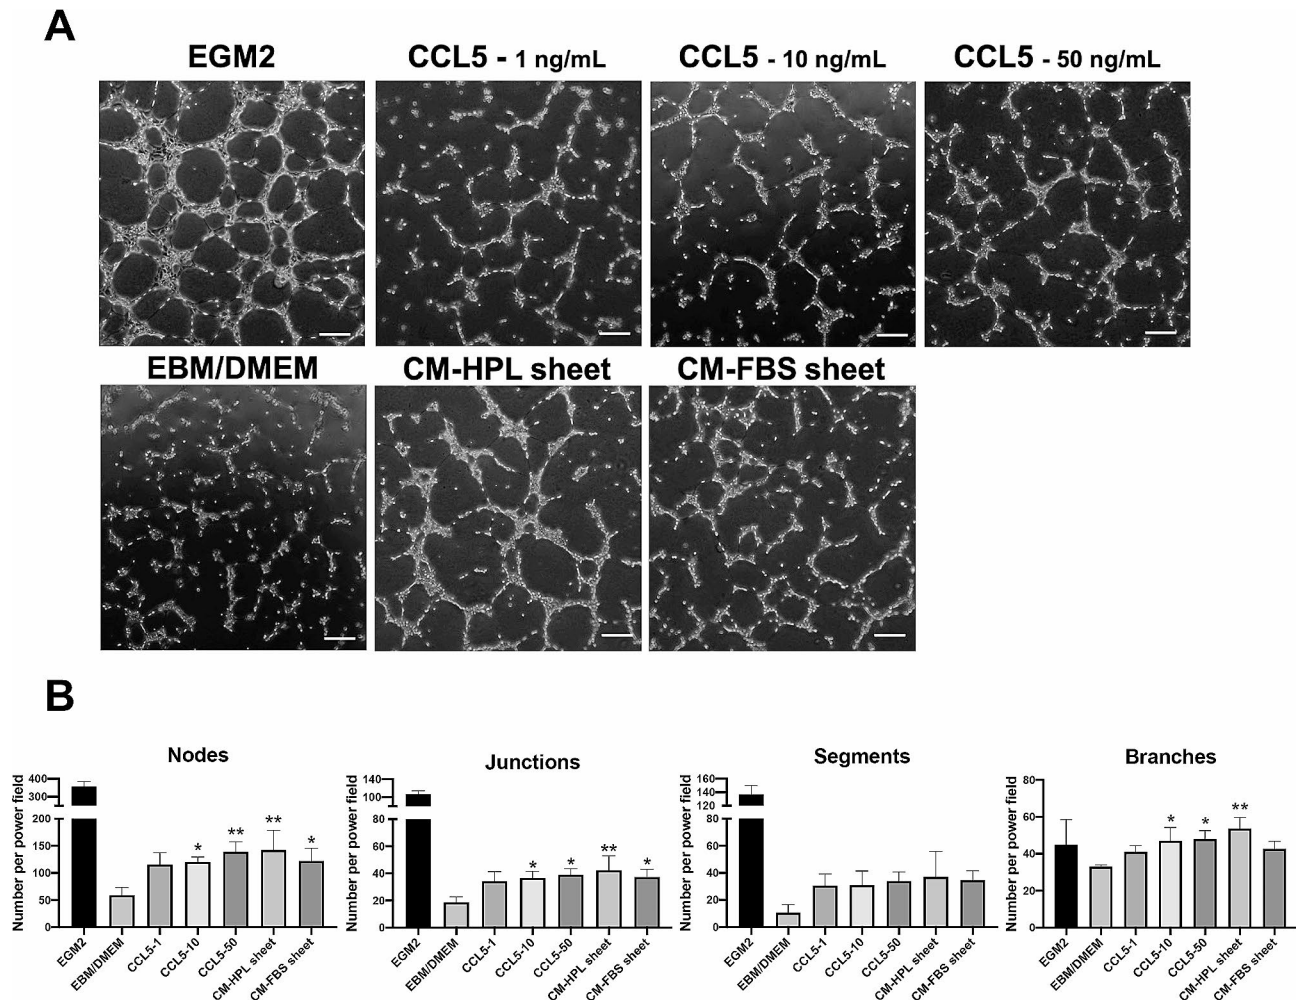 A
EGM2
CCL5 - 1 ng/mL
CCL5 - 10 ng/mL
CCL5 - 50 ng/mL
EBM/DMEM
CM-HPL sheet
CM-FBS sheet
B
Nodes
Number per power field
400
300
200
150
100
50
0
EGM2
EBM/DMEM
CCL5-1
CCL5-10
CCL5-50
CM-HPL sheet
CM-FBS sheet
*
**
**
*
Junctions
Number per power field
140
100
80
60
40
20
0
EGM2
EBM/DMEM
CCL5-1
CCL5-10
CCL5-50
CM-HPL sheet
CM-FBS sheet
*
*
**
*
Segments
Number per power field
160
140
120
80
60
40
20
0
EGM2
EBM/DMEM
CCL5-1
CCL5-10
CCL5-50
CM-HPL sheet
CM-FBS sheet
Branches
Number per power field
80
60
40
20
0
EGM2
EBM/DMEM
CCL5-1
CCL5-10
CCL5-50
CM-HPL sheet
CM-FBS sheet
*
*
**